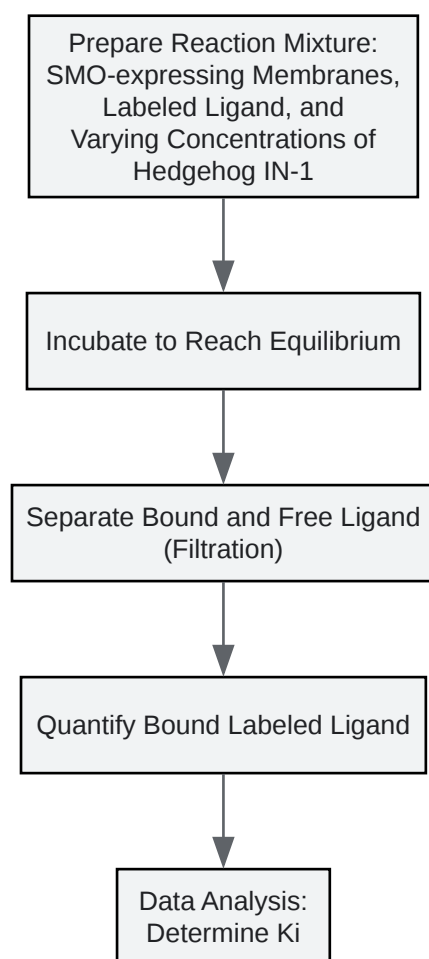 Prepare Reaction Mixture:
SMO-expressing Membranes,
Labeled Ligand, and
Varying Concentrations of
Hedgehog IN-1
Incubate to Reach Equilibrium
Separate Bound and Free Ligand
(Filtration)
Quantify Bound Labeled Ligand
Data Analysis:
Determine Ki